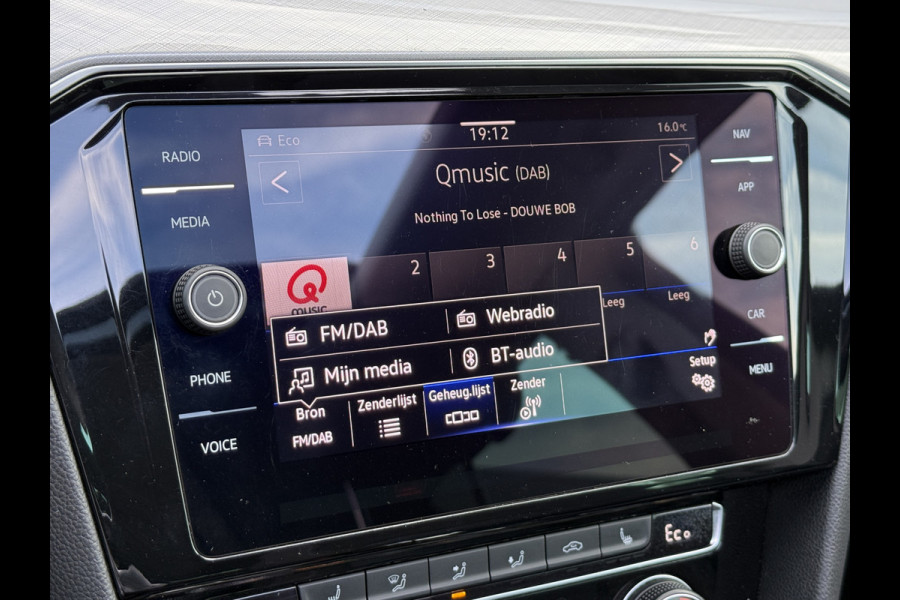 RADIO
MEDIA
PHONE
VOICE
Eco
19:12
16.0°C
Qmusic (DAB)
Nothing To Lose - DOUWE BOB
music
2
3
4
5
6
Leeg
Leeg
FM/DAB
Webradio
Mijn media
BT-audio
Bron
FM/DAB
Zenderlijst
Geheug.lijst
Zender
Setup
NAV
APP
CAR
MENU
Eco